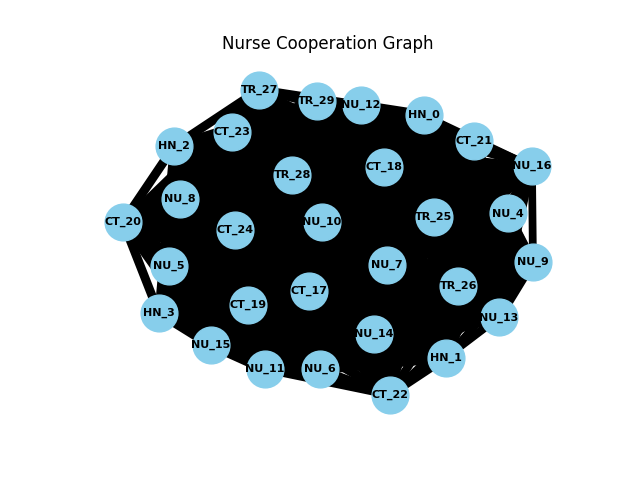 Nurse Cooperation Graph
TR_27
TR_29
NU_12
HN_0
CT_23
CT_21
HN_2
NU_16
CT_18
TR_28
NU_8
NU_4
TR_25
CT_20
NU_10
CT_24
NU_9
NU_7
NU_5
TR_26
CT_17
CT_19
HN_3
NU_13
NU_14
NU_15
HN_1
NU_11
NU_6
CT_22